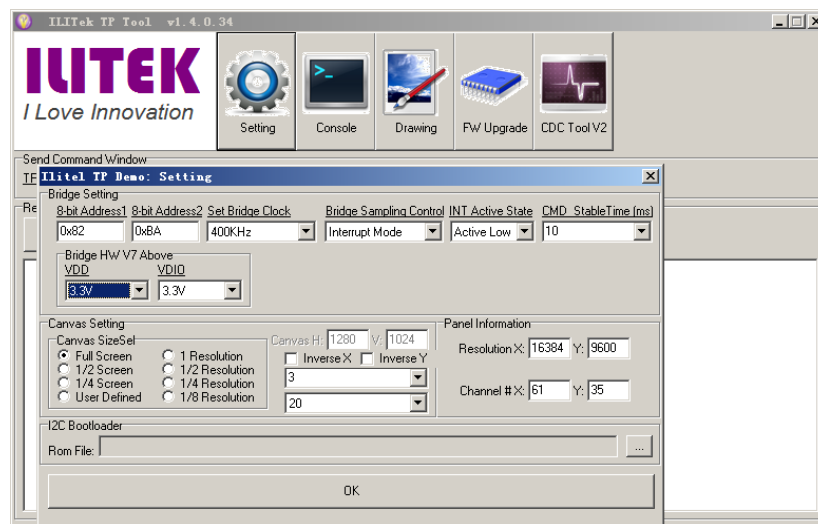 ILITek TP Tool v1.4.0.34
ILITEK
I Love Innovation
Setting
Console
Drawing
FW Upgrade
CDC Tool V2
Send Command Window
Ilitel TP Demo: Setting
Bridge Setting
8-bit Address1 8-bit Address2 Set Bridge Clock Bridge Sampling Control INT Active State CMD_StableTime (ms)
0x82 0xBA 400KHz Interrupt Mode Active Low 10
Bridge HW V7 Above
VDD VDIO
3.3V 3.3V
Canvas Setting
Canvas SizeSel
Full Screen 1 Resolution
1/2 Screen 1/2 Resolution
1/4 Screen 1/4 Resolution
User Defined 1/8 Resolution
Canvas H: 1280 V: 1024
Inverse X Inverse Y
3
20
Panel Information
Resolution X: 16384 Y: 9600
Channel # X: 61 Y: 35
I2C Bootloader
Rom File: ...
OK